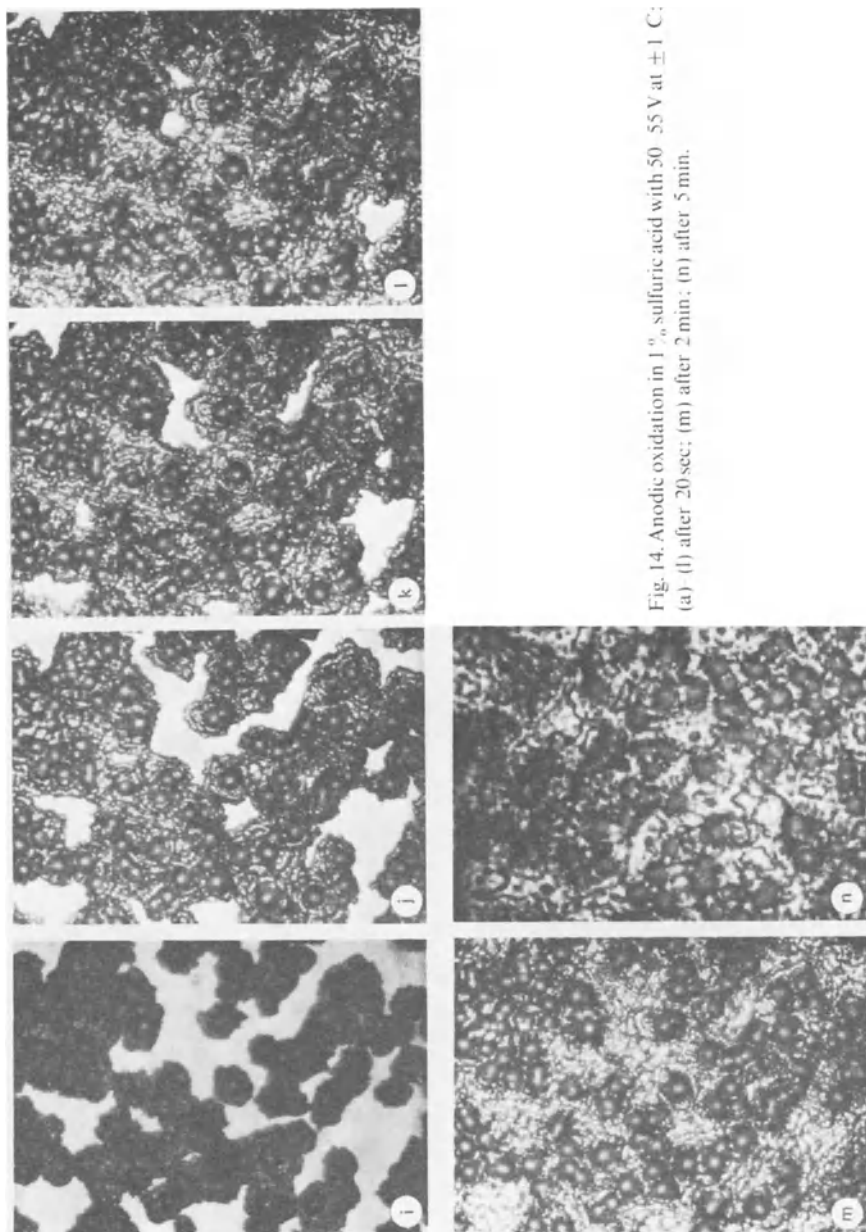 i
j
k
l
m
n
Fig. 14. Anodic oxidation in 1% sulfuric acid with 50 55 V at ± 1 C:
(a)-(l) after 20 sec; (m) after 2 min; (n) after 5 min.